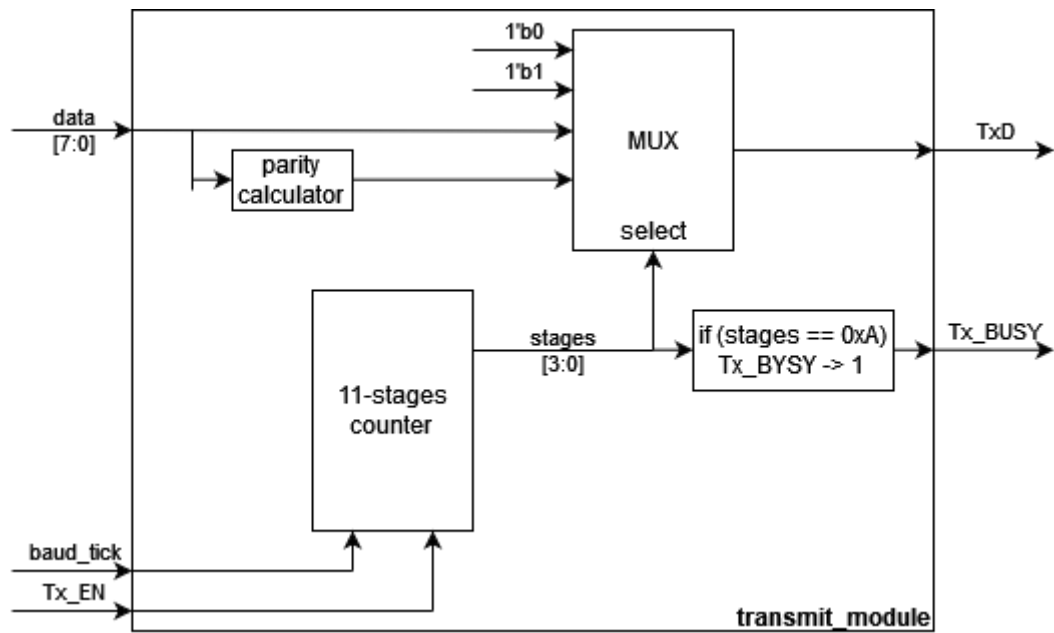 1'b0
1'b1
data
[7:0]
MUX
TxD
parity
calculator
select
stages
[3:0]
if (stages == 0xA)
Tx_BYSY -> 1
Tx_BUSY
11-stages
counter
baud_tick
Tx_EN
transmit_module